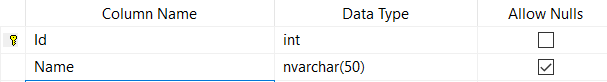 Column Name Data Type Allow Nulls
Id int
Name nvarchar(50)